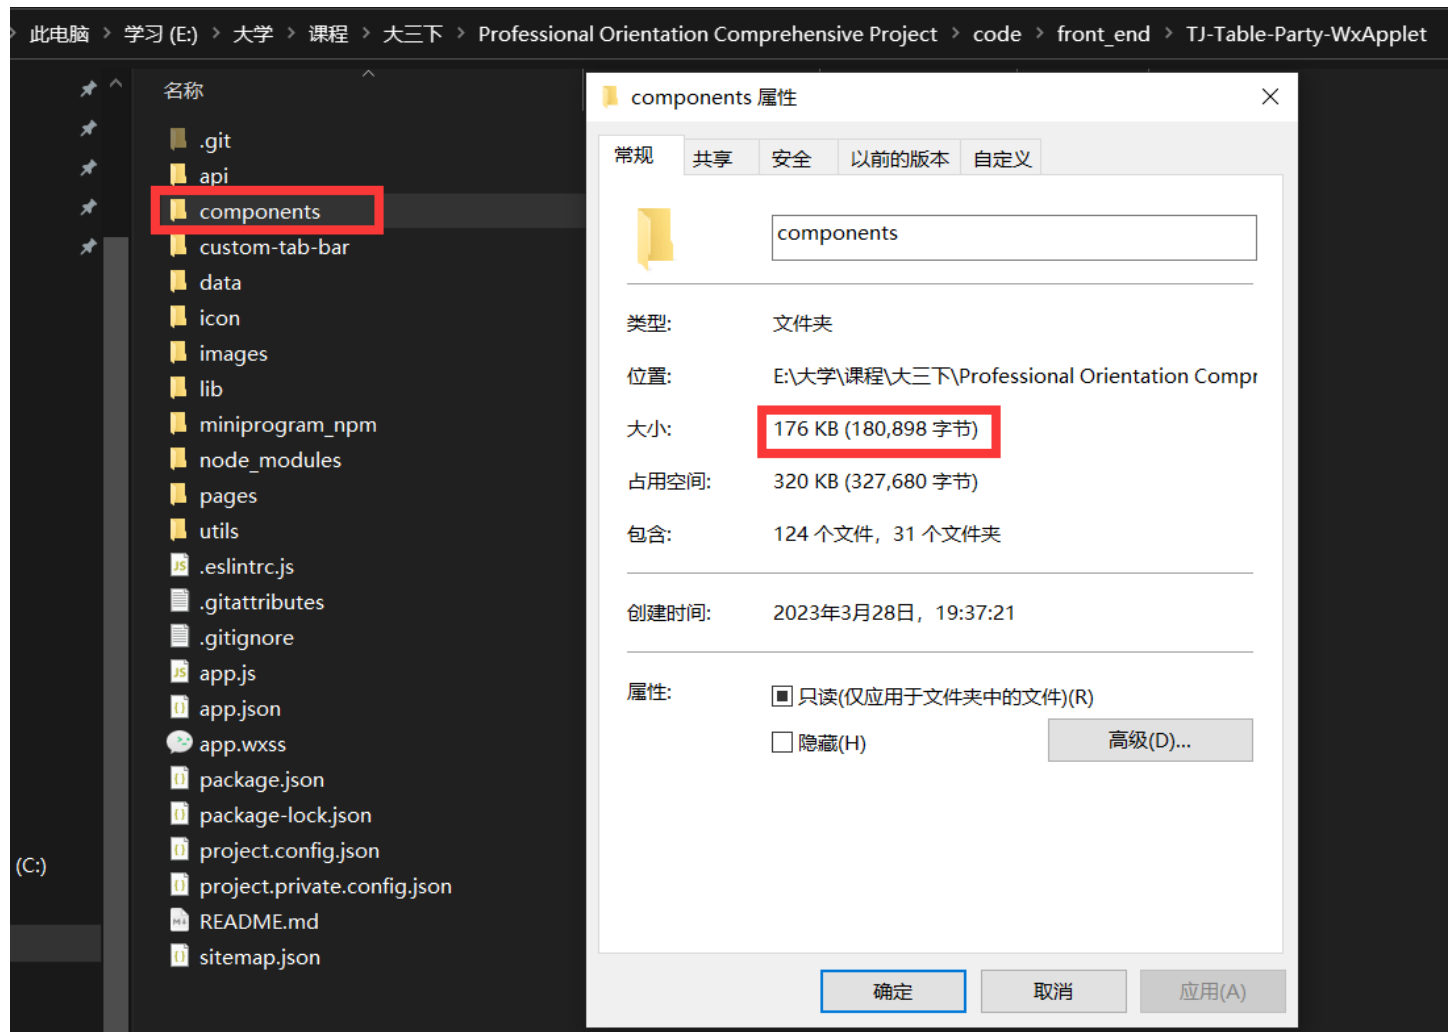 此电脑 > 学习 (E:) > 大学 > 课程 > 大三下 > Professional Orientation Comprehensive Project > code > front_end > TJ-Table-Party-WxApplet
名称
.git
api
components
custom-tab-bar
data
icon
images
lib
miniprogram_npm
node_modules
pages
utils
.eslintrc.js
.gitattributes
.gitignore
app.js
app.json
app.wxss
package.json
package-lock.json
project.config.json
project.private.config.json
README.md
sitemap.json
(C:)
components 属性
常规 共享 安全 以前的版本 自定义
components
类型: 文件夹
位置: E:\大学\课程\大三下\Professional Orientation Compr
大小: 176 KB (180,898 字节)
占用空间: 320 KB (327,680 字节)
包含: 124 个文件，31 个文件夹
创建时间: 2023年3月28日，19:37:21
属性: 只读(仅应用于文件夹中的文件)(R)
隐藏(H) 高级(D)...
确定 取消 应用(A)